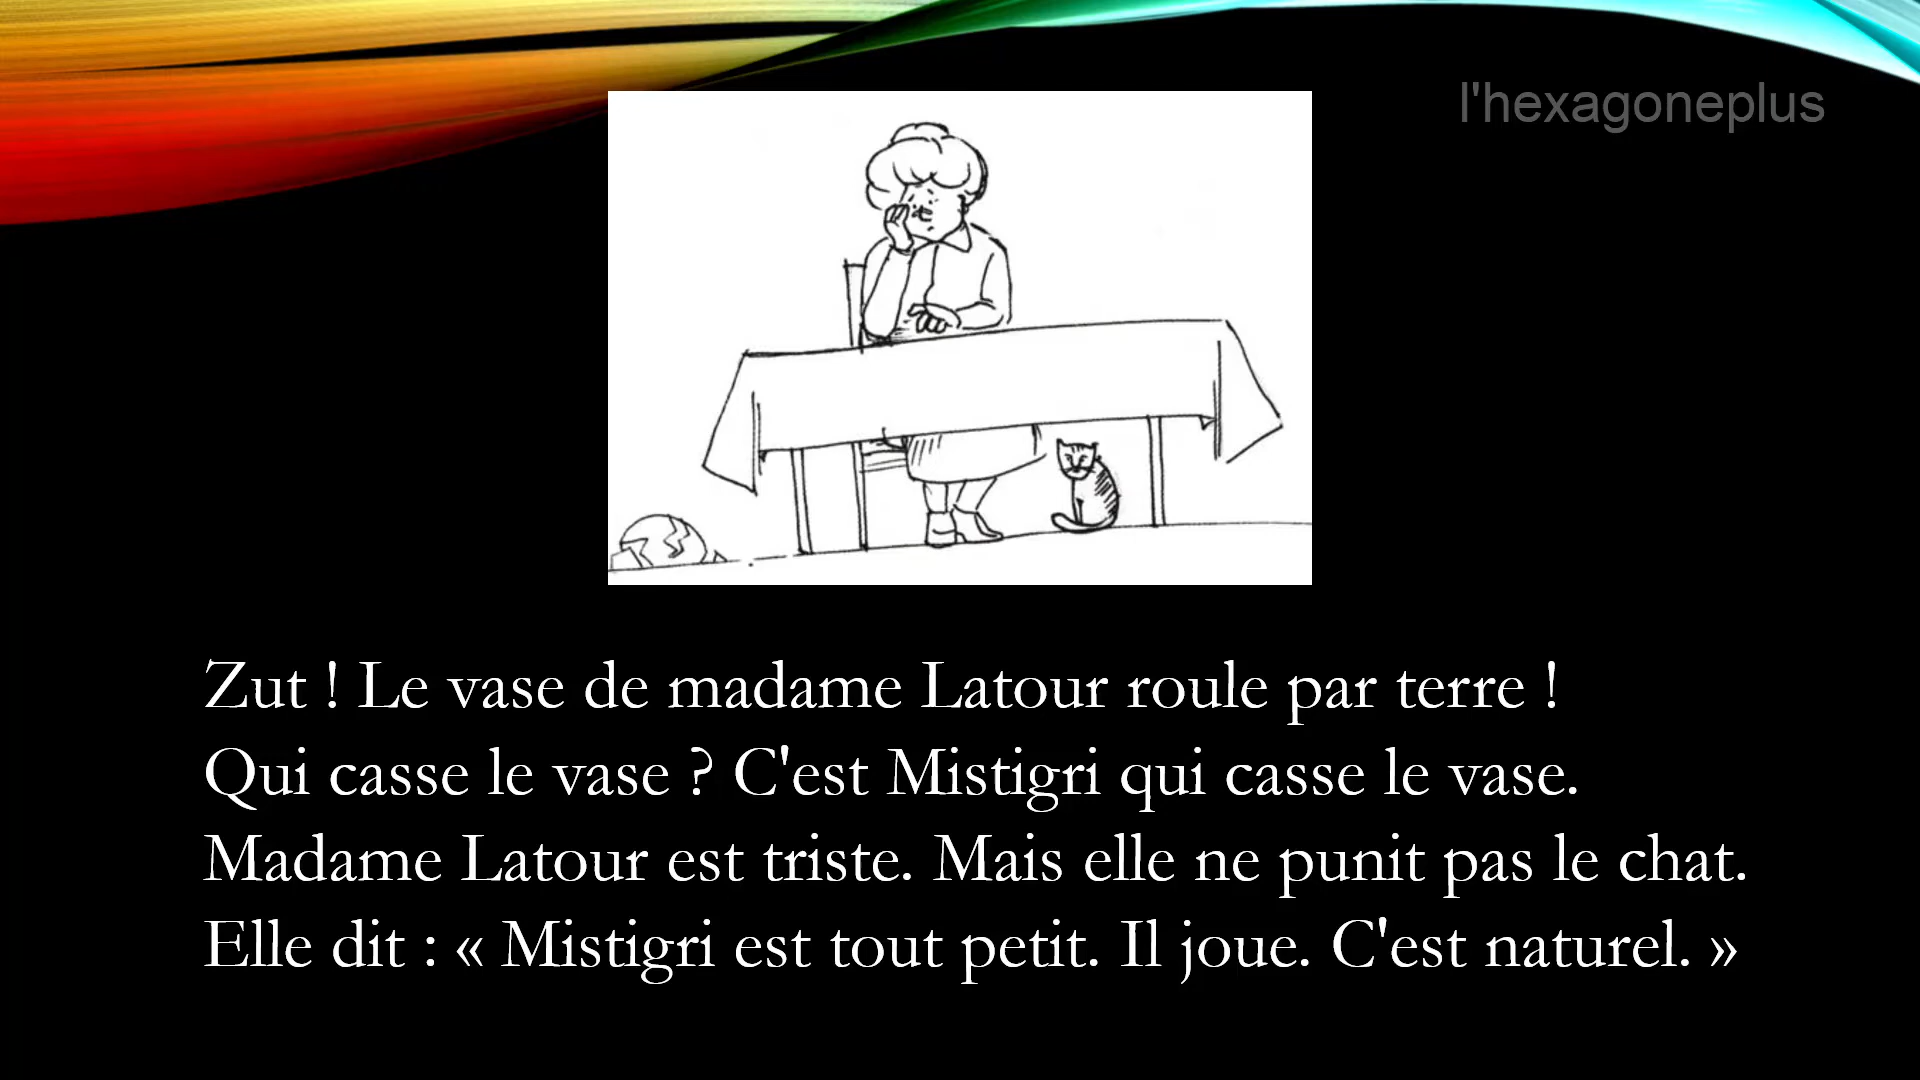 l'hexagoneplus
Zut ! Le vase de madame Latour roule par terre !
Qui casse le vase ? C'est Mistigri qui casse le vase.
Madame Latour est triste. Mais elle ne punit pas le chat.
Elle dit : « Mistigri est tout petit. Il joue. C'est naturel. »